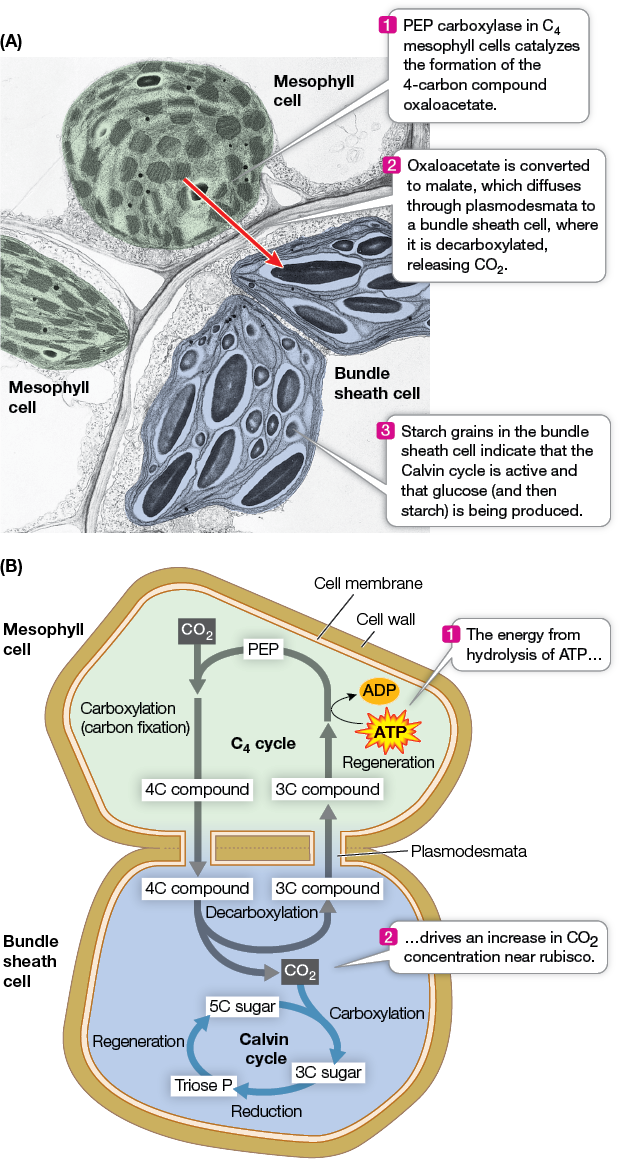 (A)
1 PEP carboxylase in C4
mesophyll cells catalyzes
the formation of the
4-carbon compound
oxaloacetate.
Mesophyll
cell
2 Oxaloacetate is converted
to malate, which diffuses
through plasmodesmata to
a bundle sheath cell, where
it is decarboxylated,
releasing CO2.
Mesophyll
cell
Bundle
sheath cell
3 Starch grains in the bundle
sheath cell indicate that the
Calvin cycle is active and
that glucose (and then
starch) is being produced.
(B)
Cell membrane
Cell wall
Mesophyll
cell
CO2
PEP
1 The energy from
hydrolysis of ATP…
ADP
ATP
Carboxylation
(carbon fixation)
C4 cycle
Regeneration
4C compound
3C compound
Plasmodesmata
4C compound
3C compound
Decarboxylation
Bundle
sheath
cell
2 …drives an increase in CO2
concentration near rubisco.
CO2
5C sugar
Carboxylation
Regeneration
Calvin
cycle
3C sugar
Triose P
Reduction